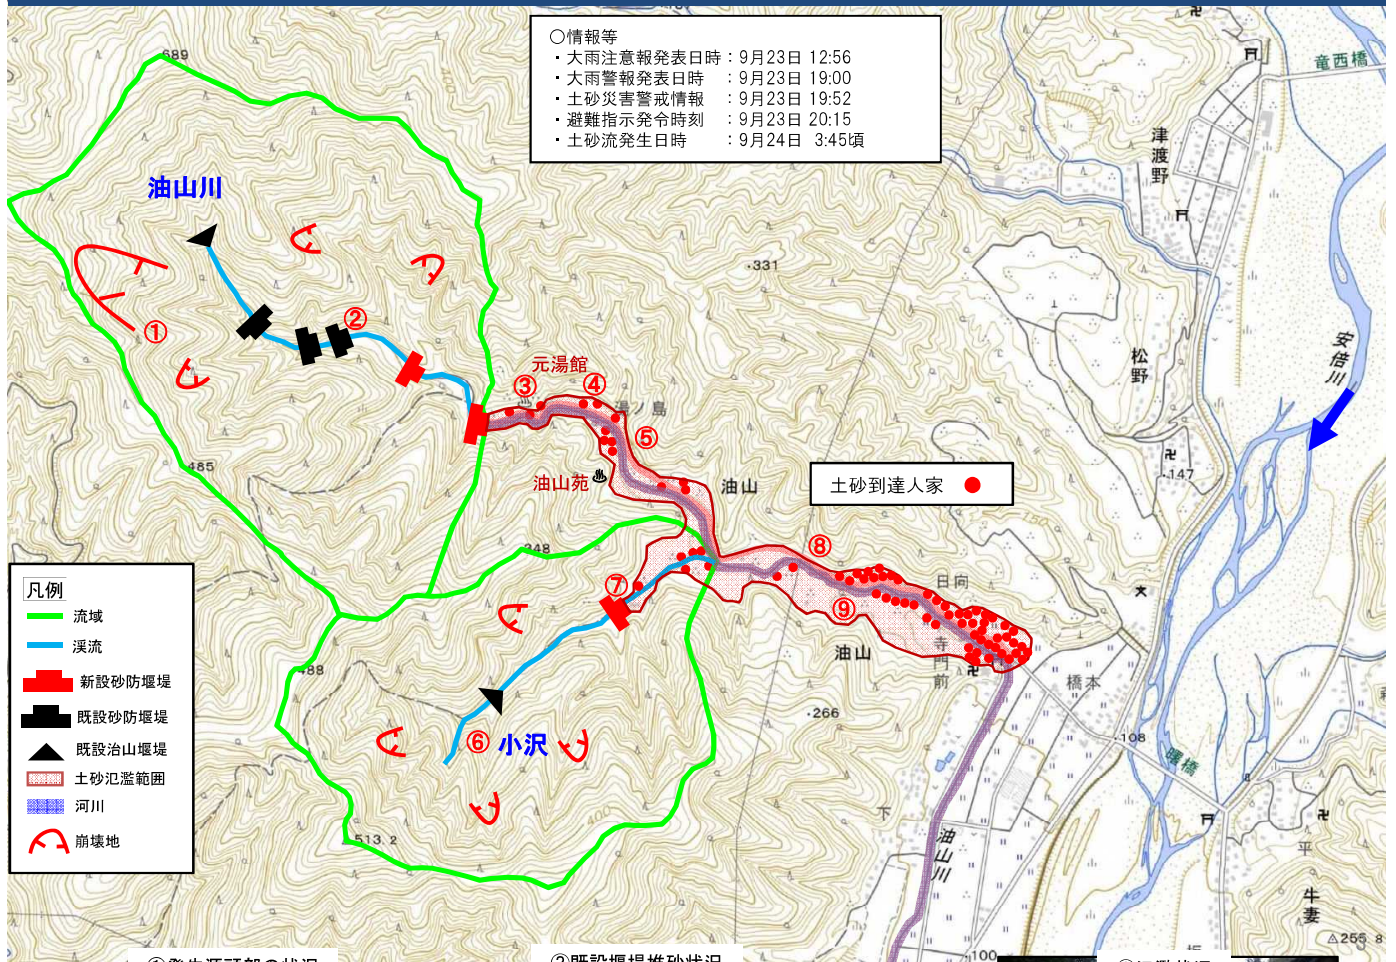 ○情報等
・大雨注意報発表日時：9月23日 12:56
・大雨警報発表日時 ：9月23日 19:00
・土砂災害警戒情報 ：9月23日 19:52
・避難指示発令時刻 ：9月23日 20:15
・土砂流発生日時 ：9月24日 3:45頃
689
竜西橋
津渡野
油山川
・331
①
②
元湯館
③
④
湯ノ島
⑤
松野
安倍川
・485
油山苑
油山
土砂到達人家 ●
・147
348
⑧
⑦
日向
⑨
凡例
流域
渓流
新設砂防堰堤
既設砂防堰堤
既設治山堰堤
土砂氾濫範囲
河川
崩壊地
油山
寺門前
橋本
488
・266
⑥
小沢
・108
曙橋
下
油山川
513.2
平
牛妻
△255.8
・100